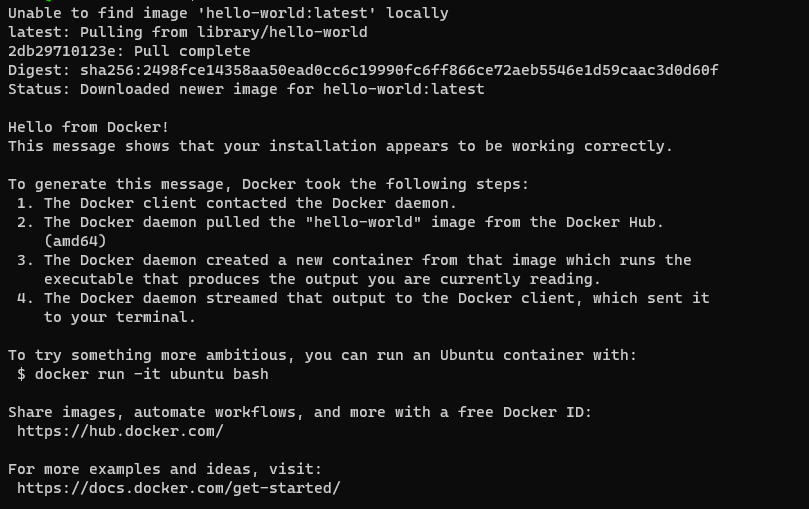 Unable to find image 'hello-world:latest' locally
latest: Pulling from library/hello-world
2db29710123e: Pull complete
Digest: sha256:2498fce14358aa50ead0cc6c19990fc6ff866ce72aeb5546e1d59caac3d0d60f
Status: Downloaded newer image for hello-world:latest

Hello from Docker!
This message shows that your installation appears to be working correctly.

To generate this message, Docker took the following steps:
 1. The Docker client contacted the Docker daemon.
 2. The Docker daemon pulled the "hello-world" image from the Docker Hub.
    (amd64)
 3. The Docker daemon created a new container from that image which runs the
    executable that produces the output you are currently reading.
 4. The Docker daemon streamed that output to the Docker client, which sent it
    to your terminal.

To try something more ambitious, you can run an Ubuntu container with:
 $ docker run -it ubuntu bash

Share images, automate workflows, and more with a free Docker ID:
 https://hub.docker.com/

For more examples and ideas, visit:
 https://docs.docker.com/get-started/